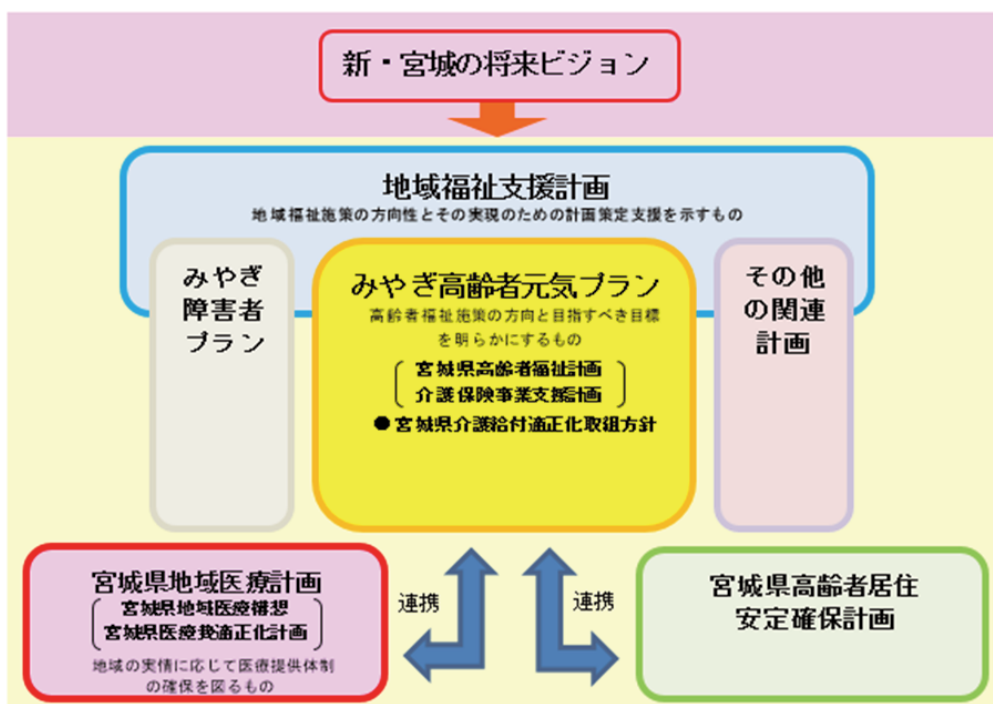 新・宮城の将来ビジョン
地域福祉支援計画
地域福祉施策の方向性とその実現のための計画策定支援を示すもの
みやぎ
障害者
プラン
みやぎ高齢者元気プラン
高齢者福祉施策の方向と目指すべき目標
を明らかにするもの
宮城県高齢者福祉計画
介護保険事業支援計画
●宮城県介護給付適正化取組方針
その他
の関連
計画
宮城県地域医療計画
宮城県地域医療構想
宮城県医療費適正化計画
地域の実情に応じて医療提供体制
の確保を図るもの
連携
連携
宮城県高齢者居住
安定確保計画